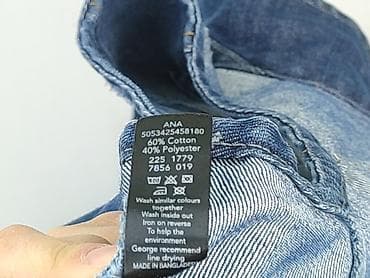 ANA
5053425458180
60% Cotton
40% Polyester
225 1779
7856 019
Wash similar colours
together
Wash inside out
Iron on reverse
To help the
environment
George recommend
line drying
MADE IN BANGLADESH